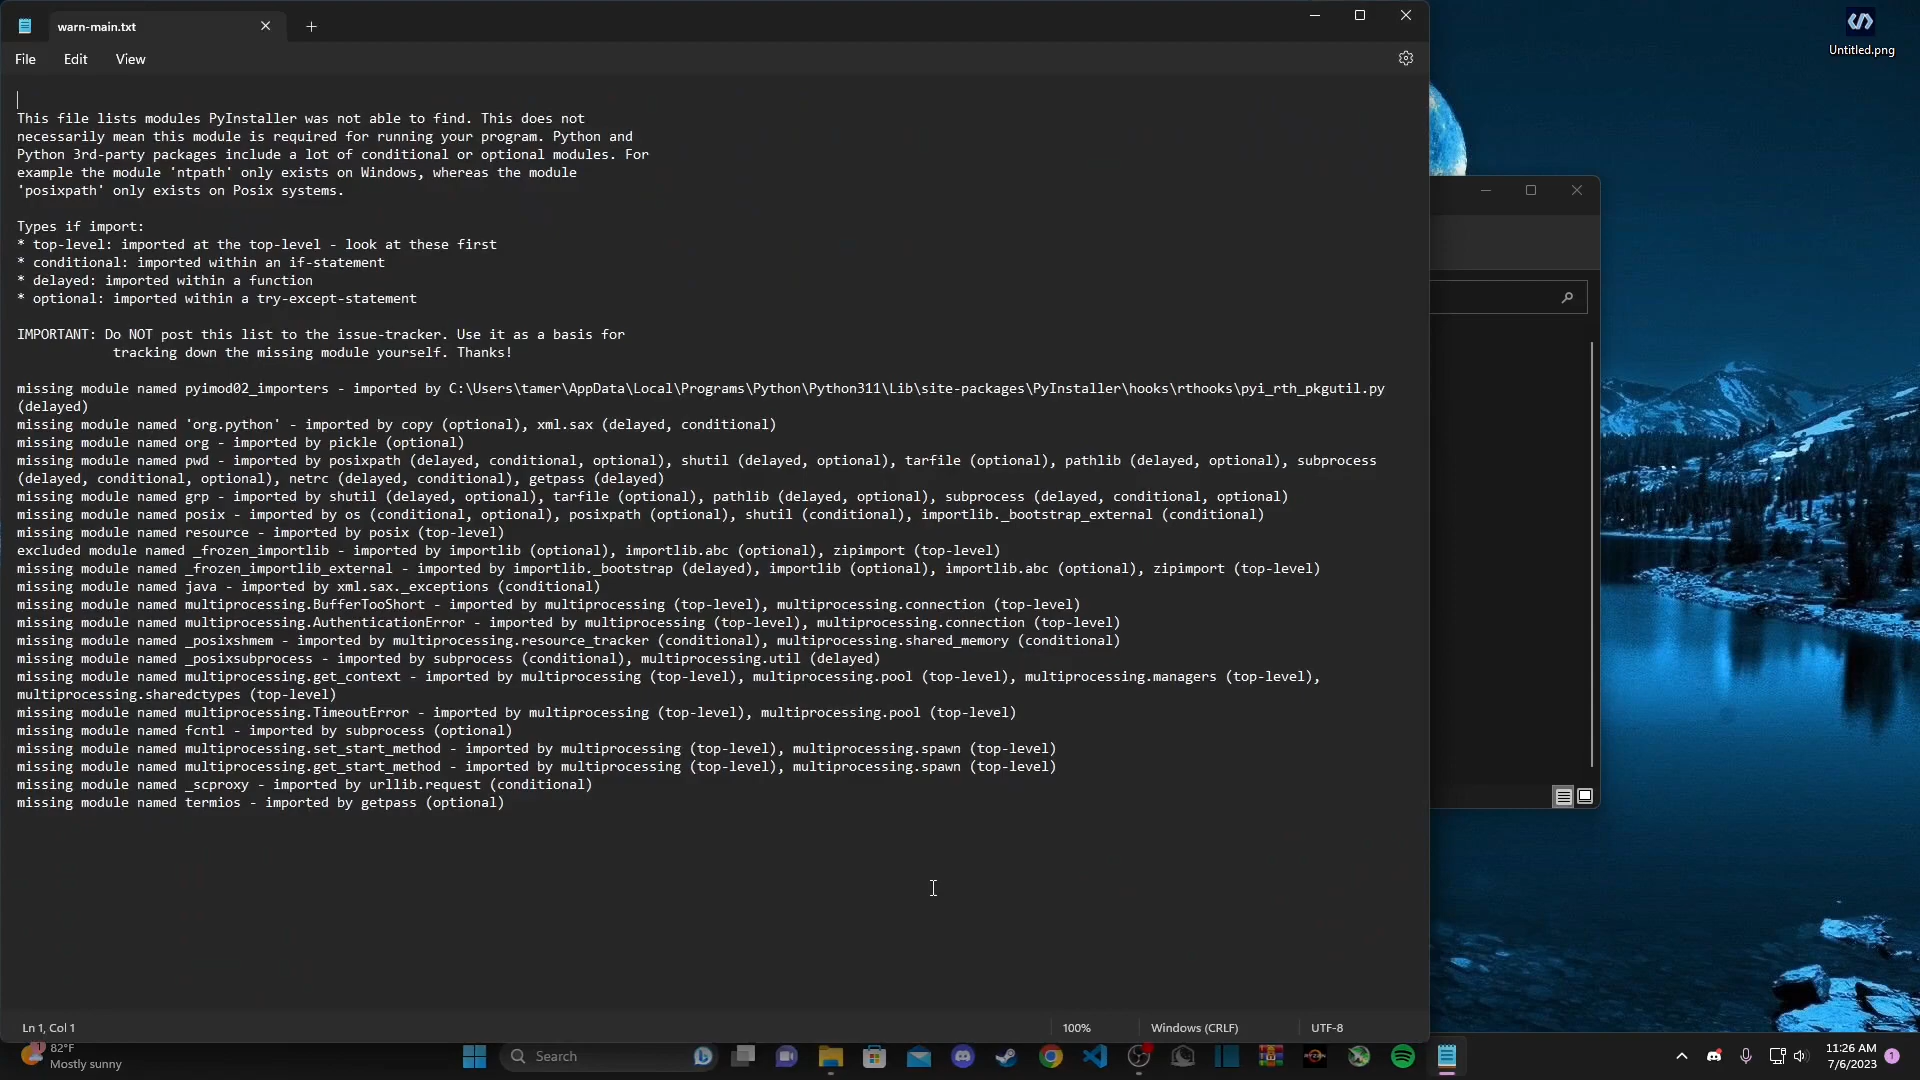 warn-main.txt
Untitled.png
File Edit View
This file lists modules PyInstaller was not able to find. This does not
necessarily mean this module is required for running your program. Python and
Python 3rd-party packages include a lot of conditional or optional modules. For
example the module 'ntpath' only exists on Windows, whereas the module
'posixpath' only exists on Posix systems.
Types if import:
* top-level: imported at the top-level - look at these first
* conditional: imported within an if-statement
* delayed: imported within a function
* optional: imported within a try-except-statement
IMPORTANT: Do NOT post this list to the issue-tracker. Use it as a basis for
tracking down the missing module yourself. Thanks!
missing module named pyimod02_importers - imported by C:\Users\tamer\AppData\Local\Programs\Python\Python311\Lib\site-packages\PyInstaller\hooks\rthooks\pyi_rth_pkgutil.py
(delayed)
missing module named 'org.python' - imported by copy (optional), xml.sax (delayed, conditional)
missing module named org - imported by pickle (optional)
missing module named pwd - imported by posixpath (delayed, conditional, optional), shutil (delayed, optional), tarfile (optional), pathlib (delayed, optional), subprocess
(delayed, conditional, optional), netrc (delayed, conditional), getpass (delayed)
missing module named grp - imported by shutil (delayed, optional), tarfile (optional), pathlib (delayed, optional), subprocess (delayed, conditional, optional)
missing module named posix - imported by os (conditional, optional), posixpath (optional), shutil (conditional), importlib._bootstrap_external (conditional)
missing module named resource - imported by posix (top-level)
excluded module named _frozen_importlib - imported by importlib (optional), importlib.abc (optional), zipimport (top-level)
missing module named _frozen_importlib_external - imported by importlib._bootstrap (delayed), importlib (optional), importlib.abc (optional), zipimport (top-level)
missing module named java - imported by xml.sax._exceptions (conditional)
missing module named multiprocessing.BufferTooShort - imported by multiprocessing (top-level), multiprocessing.connection (top-level)
missing module named multiprocessing.AuthenticationError - imported by multiprocessing (top-level), multiprocessing.connection (top-level)
missing module named _posixshmem - imported by multiprocessing.resource_tracker (conditional), multiprocessing.shared_memory (conditional)
missing module named _posixsubprocess - imported by subprocess (conditional), multiprocessing.util (delayed)
missing module named multiprocessing.get_context - imported by multiprocessing (top-level), multiprocessing.pool (top-level), multiprocessing.managers (top-level),
multiprocessing.sharedctypes (top-level)
missing module named multiprocessing.TimeoutError - imported by multiprocessing (top-level), multiprocessing.pool (top-level)
missing module named fcntl - imported by subprocess (optional)
missing module named multiprocessing.set_start_method - imported by multiprocessing (top-level), multiprocessing.spawn (top-level)
missing module named multiprocessing.get_start_method - imported by multiprocessing (top-level), multiprocessing.spawn (top-level)
missing module named _scproxy - imported by urllib.request (conditional)
missing module named termios - imported by getpass (optional)
Ln 1, Col 1 100% Windows (CRLF) UTF-8
82°F
Mostly sunny
Search
11:26 AM
7/6/2023
1